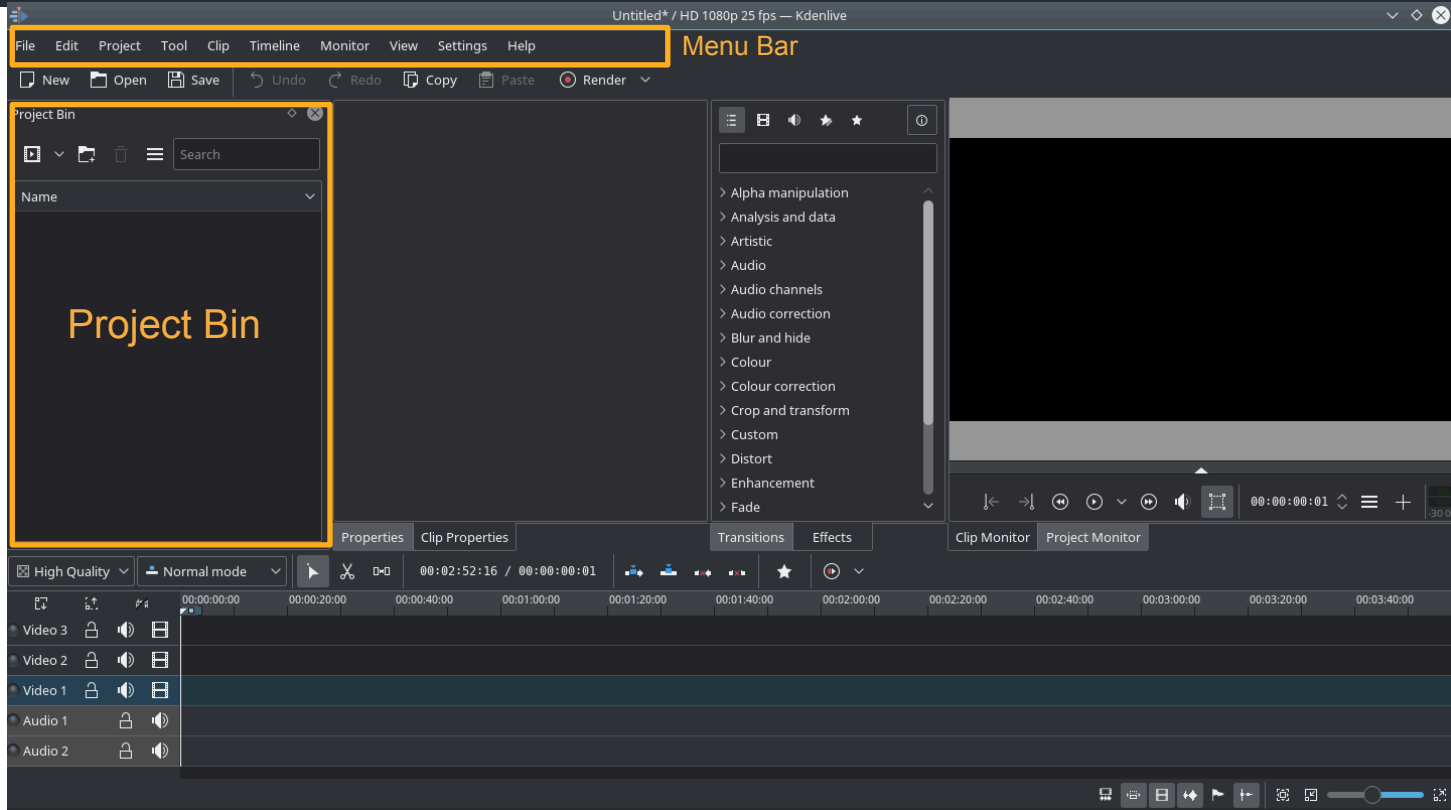 Untitled* / HD 1080p 25 fps — Kdenlive
File Edit Project Tool Clip Timeline Monitor View Settings Help
Menu Bar
New Open Save Undo Redo Copy Paste Render
Project Bin
Search
Name
Project Bin
Alpha manipulation
Analysis and data
Artistic
Audio
Audio channels
Audio correction
Blur and hide
Colour
Colour correction
Crop and transform
Custom
Distort
Enhancement
Fade
00:00:00:01
Properties Clip Properties
Transitions Effects
Clip Monitor Project Monitor
High Quality Normal mode 00:02:52:16 / 00:00:00:01
00:00:00:00 00:00:20:00 00:00:40:00 00:01:00:00 00:01:20:00 00:01:40:00 00:02:00:00 00:02:20:00 00:02:40:00 00:03:00:00 00:03:20:00 00:03:40:00
Video 3
Video 2
Video 1
Audio 1
Audio 2